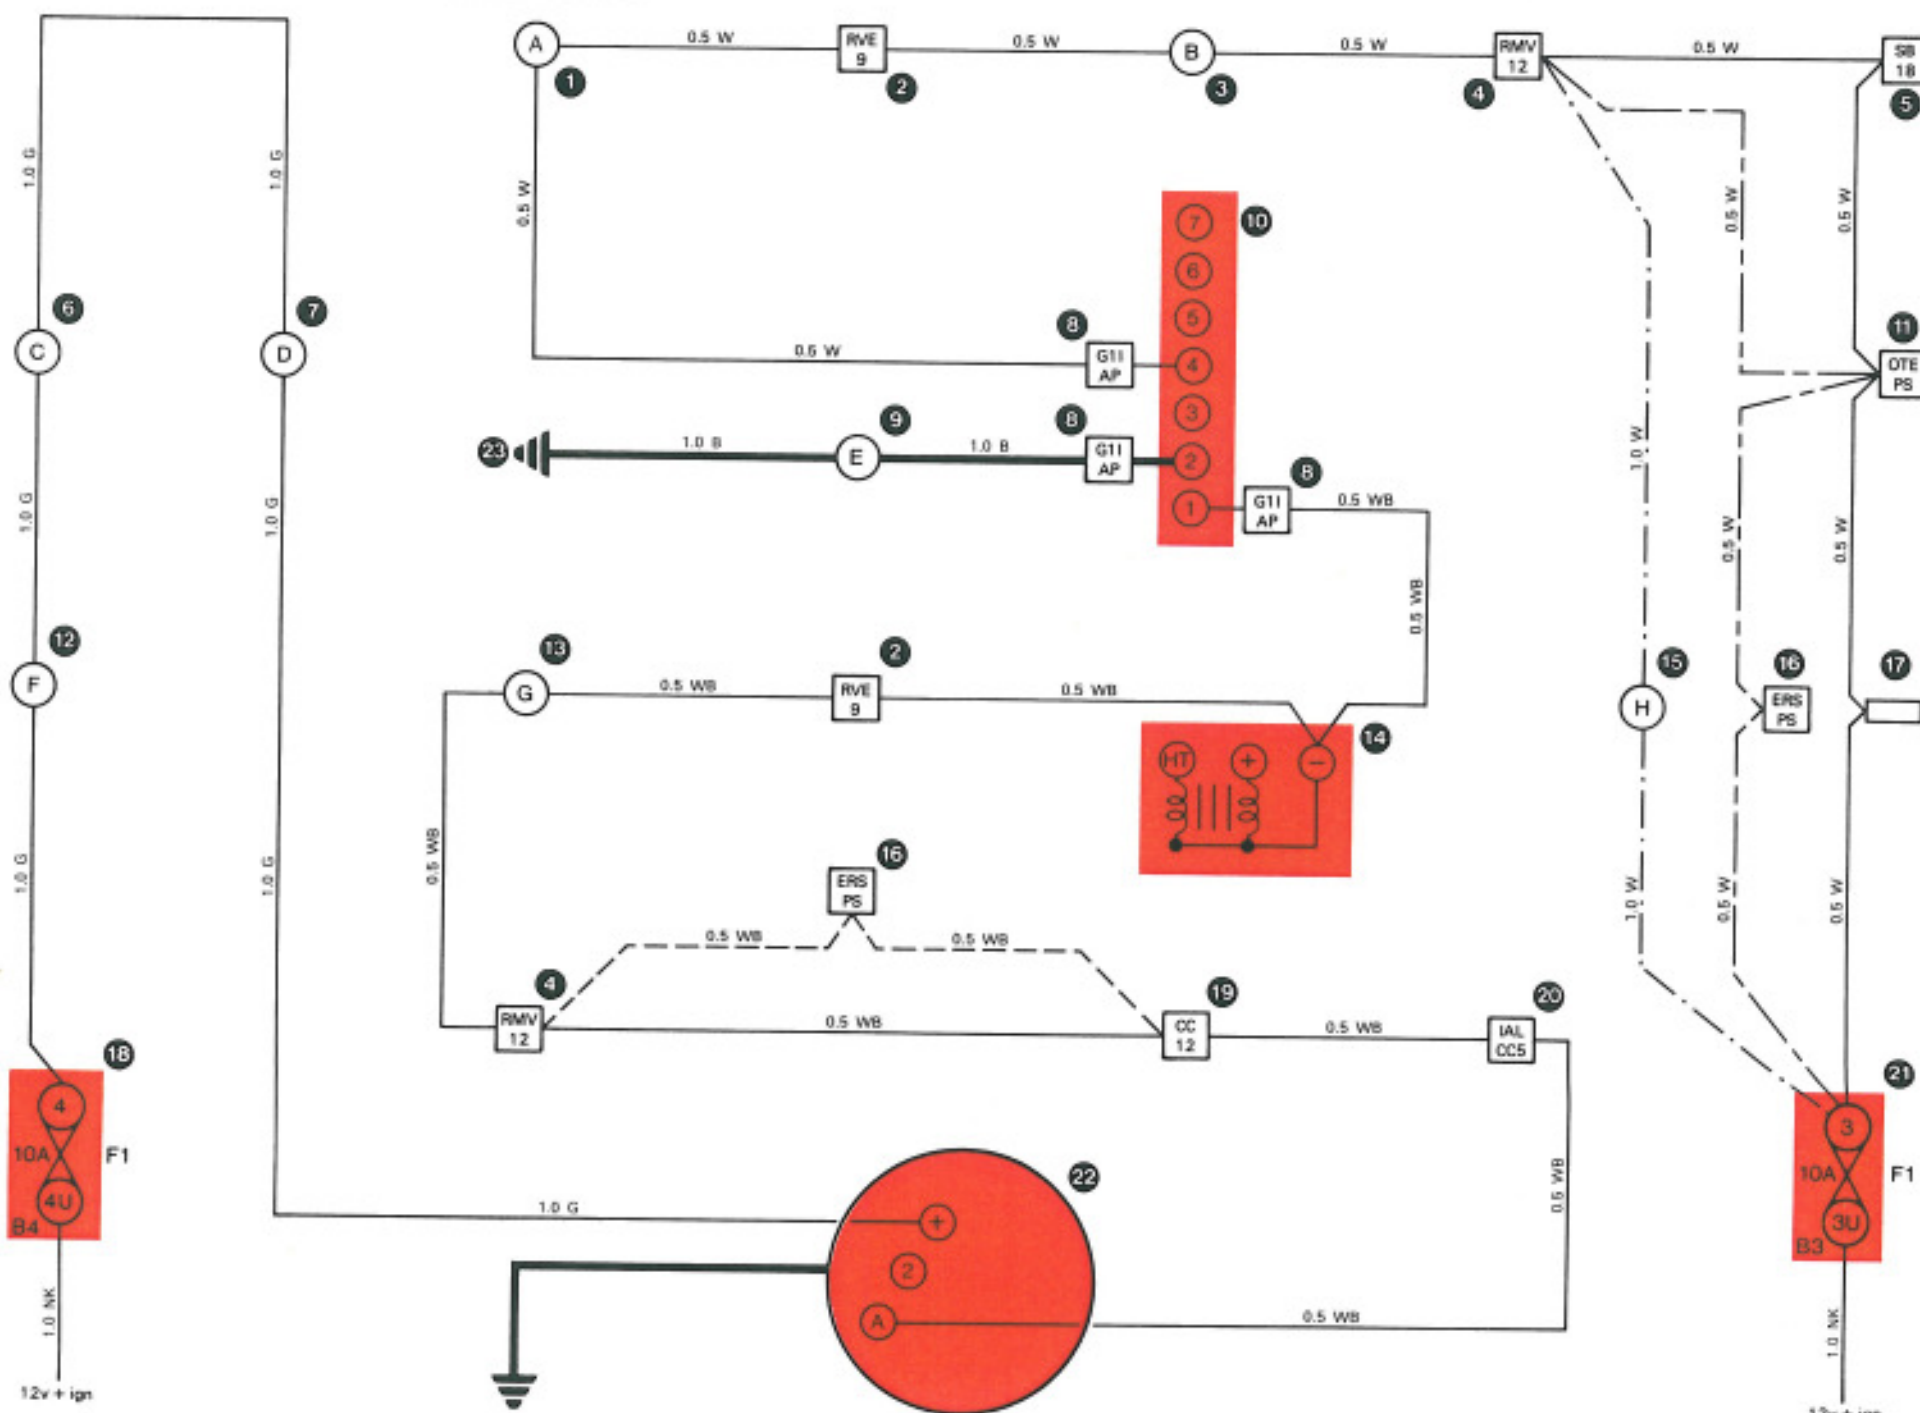 A 0.5 W RVE 9 0.5 W B 0.5 W RMV 12 0.5 W SB 18
1 2 3 4 5
1.0 G 1.0 G 0.5 W 0.5 W 0.5 W
7 10
6
5
6 7 8 11
C D 0.5 W G1I AP 4 OTE PS
3
9 8
23 1.0 B E 1.0 B G1I AP 2 1.0 W
8
1 G1I AP 0.5 WB
1.0 G 1.0 G 0.5 W 0.5 W
0.5 WB
12 13 2 15 16 17
F G 0.5 WB RVE 9 0.5 WB H ERS PS
14
HT + −
0.5 WB 16
1.0 G 1.0 G ERS PS 1.0 W 0.5 W 0.5 W
0.5 WB 0.5 WB
4 19 20
RMV 12 0.5 WB CC 12 0.5 WB IAL CC5
18 21
4 3
10A F1 10A F1
4U 3U
B4 B3
22
1.0 G +
2
A 0.5 WB
0.5 WB
1.0 NK 1.0 NK
12v + ign